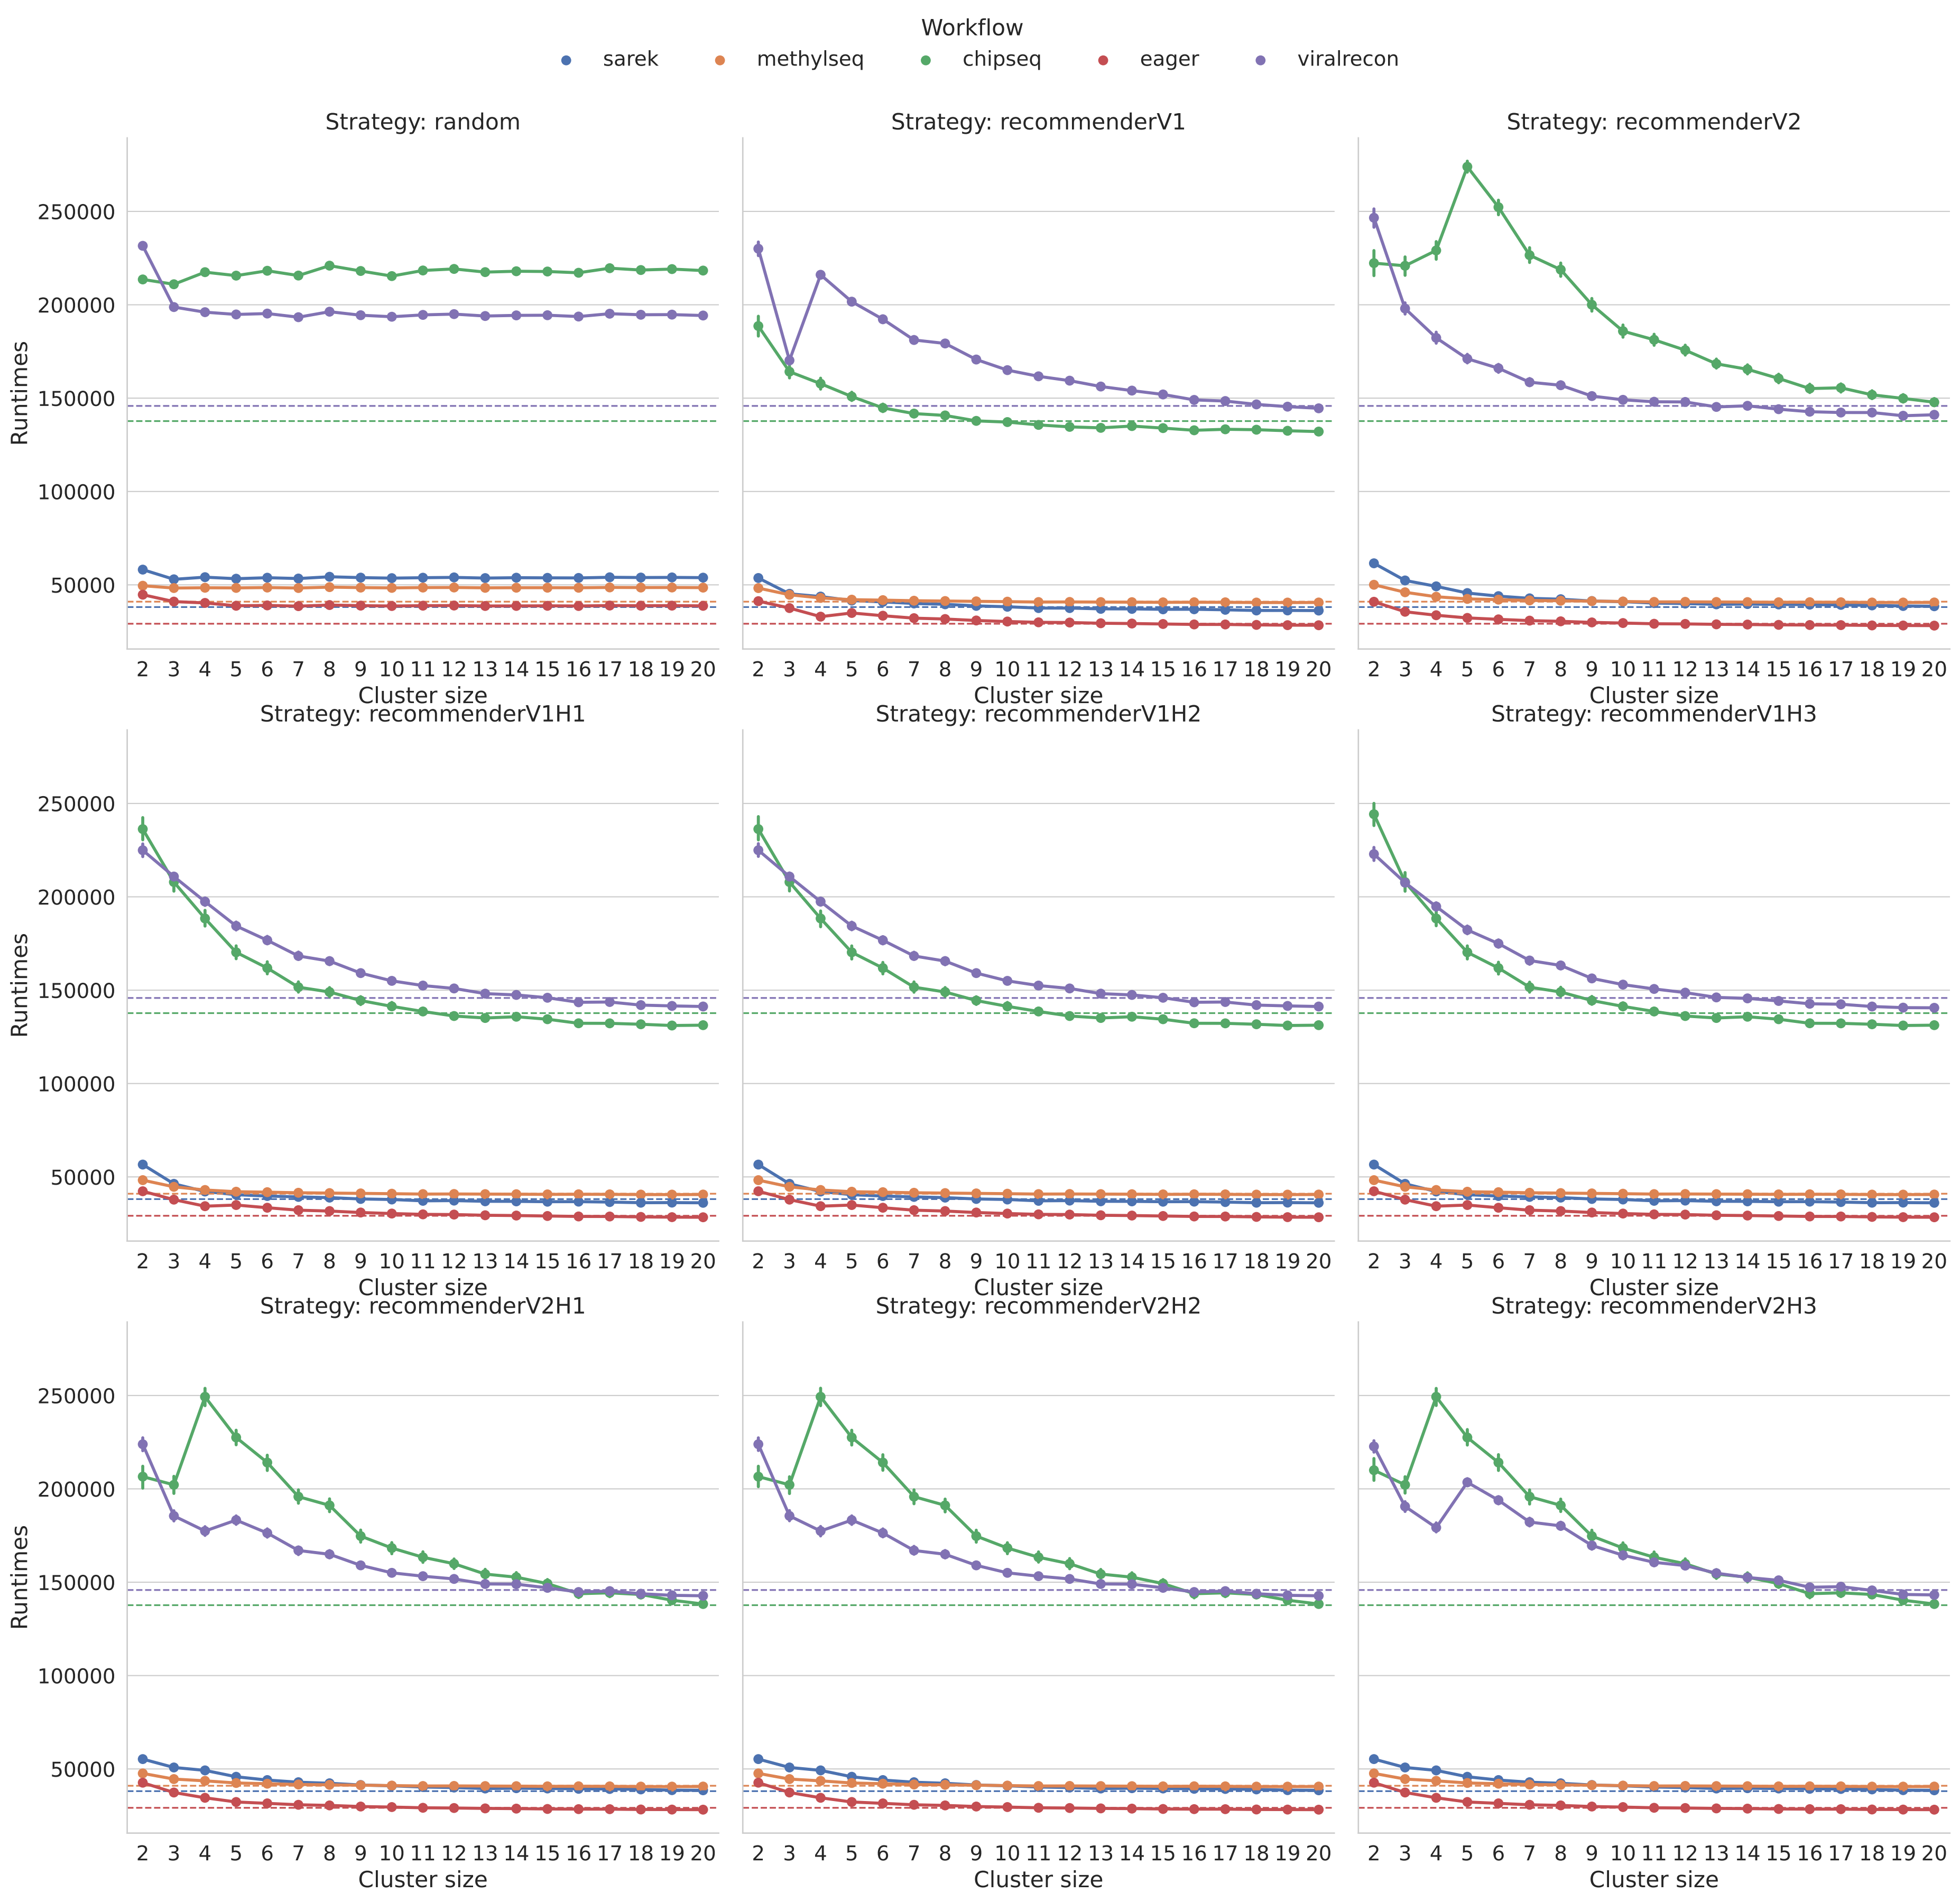 Workflow
sarek methylseq chipseq eager viralrecon
Strategy: random Strategy: recommenderV1 Strategy: recommenderV2
250000
200000
150000
100000
50000
Runtimes
2 3 4 5 6 7 8 9 10 11 12 13 14 15 16 17 18 19 20 2 3 4 5 6 7 8 9 10 11 12 13 14 15 16 17 18 19 20 2 3 4 5 6 7 8 9 10 11 12 13 14 15 16 17 18 19 20
Cluster size Cluster size Cluster size
Strategy: recommenderV1H1 Strategy: recommenderV1H2 Strategy: recommenderV1H3
250000
200000
150000
100000
50000
Runtimes
2 3 4 5 6 7 8 9 10 11 12 13 14 15 16 17 18 19 20 2 3 4 5 6 7 8 9 10 11 12 13 14 15 16 17 18 19 20 2 3 4 5 6 7 8 9 10 11 12 13 14 15 16 17 18 19 20
Cluster size Cluster size Cluster size
Strategy: recommenderV2H1 Strategy: recommenderV2H2 Strategy: recommenderV2H3
250000
200000
150000
100000
50000
Runtimes
2 3 4 5 6 7 8 9 10 11 12 13 14 15 16 17 18 19 20 2 3 4 5 6 7 8 9 10 11 12 13 14 15 16 17 18 19 20 2 3 4 5 6 7 8 9 10 11 12 13 14 15 16 17 18 19 20
Cluster size Cluster size Cluster size